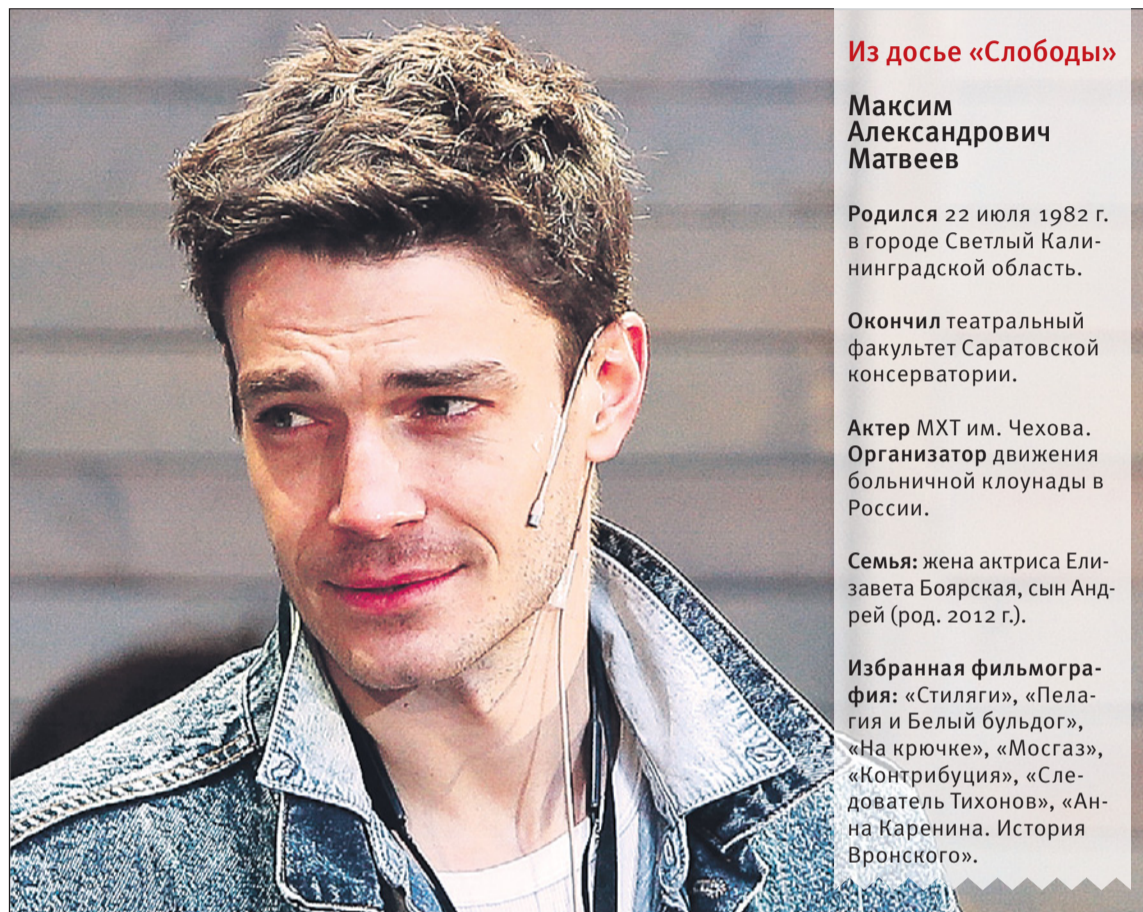 Из досье «Слободы»
Максим
Александрович
Матвеев
Родился 22 июля 1982 г.
в городе Светлый Кали-
нинградской область.
Окончил театральный
факультет Саратовской
консерватории.
Актер МХТ им. Чехова.
Организатор движения
больничной клоунады в
России.
Семья: жена актриса Ели-
завета Боярская, сын Анд-
рей (род. 2012 г.).
Избранная фильмогра-
фия: «Стиляги», «Пела-
гия и Белый бульдог»,
«На крючке», «Мосгаз»,
«Контрибуция», «Сле-
дователь Тихонов», «Ан-
на Каренина. История
Вронского».